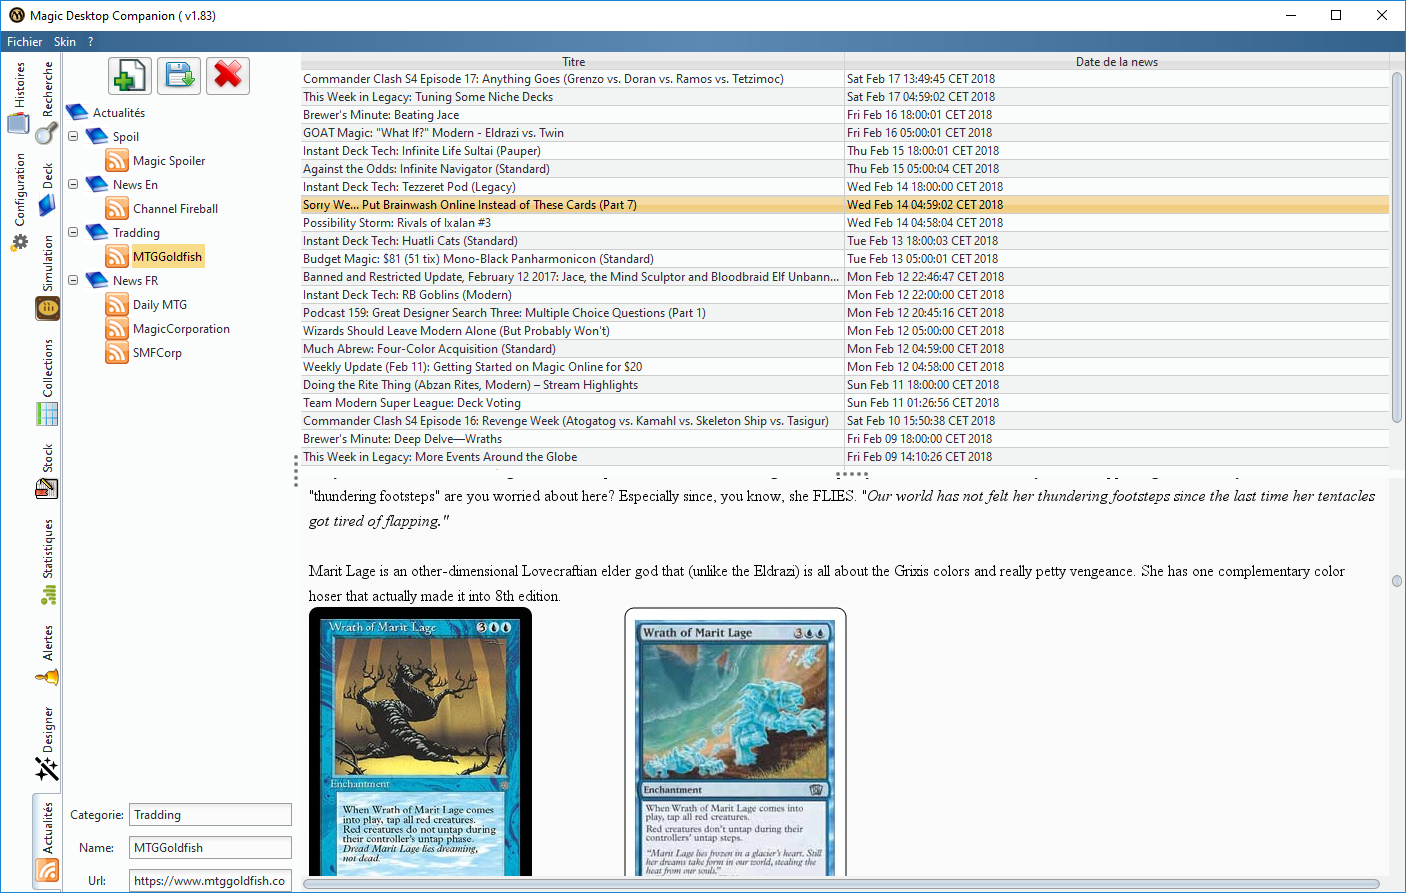 Magic Desktop Companion ( v1.83)
Fichier Skin ?
Histoires
Configuration
Recherche
Deck
Simulation
Collections
Stock
Statistiques
Alertes
Designer
Actualités
Actualités
Spoil
Magic Spoiler
News En
Channel Fireball
Tradding
MTGGoldfish
News FR
Daily MTG
MagicCorporation
SMFCorp
Categorie: Tradding
Name: MTGGoldfish
Url: https://www.mtggoldfish.co
Titre Date de la news
Commander Clash S4 Episode 17: Anything Goes (Grenzo vs. Doran vs. Ramos vs. Tetzimoc) Sat Feb 17 13:49:45 CET 2018
This Week in Legacy: Tuning Some Niche Decks Sat Feb 17 04:59:02 CET 2018
Brewer's Minute: Beating Jace Fri Feb 16 18:00:01 CET 2018
GOAT Magic: "What If?" Modern - Eldrazi vs. Twin Fri Feb 16 05:00:01 CET 2018
Instant Deck Tech: Infinite Life Sultai (Pauper) Thu Feb 15 18:00:01 CET 2018
Against the Odds: Infinite Navigator (Standard) Thu Feb 15 05:00:04 CET 2018
Instant Deck Tech: Tezzeret Pod (Legacy) Wed Feb 14 18:00:00 CET 2018
Sorry We... Put Brainwash Online Instead of These Cards (Part 7) Wed Feb 14 04:59:02 CET 2018
Possibility Storm: Rivals of Ixalan #3 Wed Feb 14 04:58:04 CET 2018
Instant Deck Tech: Huatli Cats (Standard) Tue Feb 13 18:00:03 CET 2018
Budget Magic: $81 (51 tix) Mono-Black Panharmonicon (Standard) Tue Feb 13 05:00:01 CET 2018
Banned and Restricted Update, February 12 2017: Jace, the Mind Sculptor and Bloodbraid Elf Unbann... Mon Feb 12 22:46:47 CET 2018
Instant Deck Tech: RB Goblins (Modern) Mon Feb 12 22:00:00 CET 2018
Podcast 159: Great Designer Search Three: Multiple Choice Questions (Part 1) Mon Feb 12 20:45:16 CET 2018
Wizards Should Leave Modern Alone (But Probably Won't) Mon Feb 12 05:00:00 CET 2018
Much Abrew: Four-Color Acquisition (Standard) Mon Feb 12 04:59:00 CET 2018
Weekly Update (Feb 11): Getting Started on Magic Online for $20 Mon Feb 12 04:58:00 CET 2018
Doing the Rite Thing (Abzan Rites, Modern) – Stream Highlights Sun Feb 11 18:00:00 CET 2018
Team Modern Super League: Deck Voting Sun Feb 11 01:26:56 CET 2018
Commander Clash S4 Episode 16: Revenge Week (Atogatog vs. Kamahl vs. Skeleton Ship vs. Tasigur) Sat Feb 10 15:50:38 CET 2018
Brewer's Minute: Deep Delve—Wraths Fri Feb 09 18:00:00 CET 2018
This Week in Legacy: More Events Around the Globe Fri Feb 09 14:10:26 CET 2018
"thundering footsteps" are you worried about here? Especially since, you know, she FLIES. "Our world has not felt her thundering footsteps since the last time her tentacles
got tired of flapping."
Marit Lage is an other-dimensional Lovecraftian elder god that (unlike the Eldrazi) is all about the Grixis colors and really petty vengeance. She has one complementary color
hoser that actually made it into 8th edition.
Wrath of Marit Lage 3
Enchantment
When Wrath of Marit Lage comes
into play, tap all red creatures.
Red creatures do not untap during
their controller's untap phase.
Dread Marit Lage lies dreaming,
not dead.
Wrath of Marit Lage 3
Enchantment
When Wrath of Marit Lage comes into
play, tap all red creatures.
Red creatures don't untap during their
controllers' untap steps.
"Marit Lage lies frozen in a glacier's heart. Still
her dreams take form in our world, stealing the
heat from our souls."